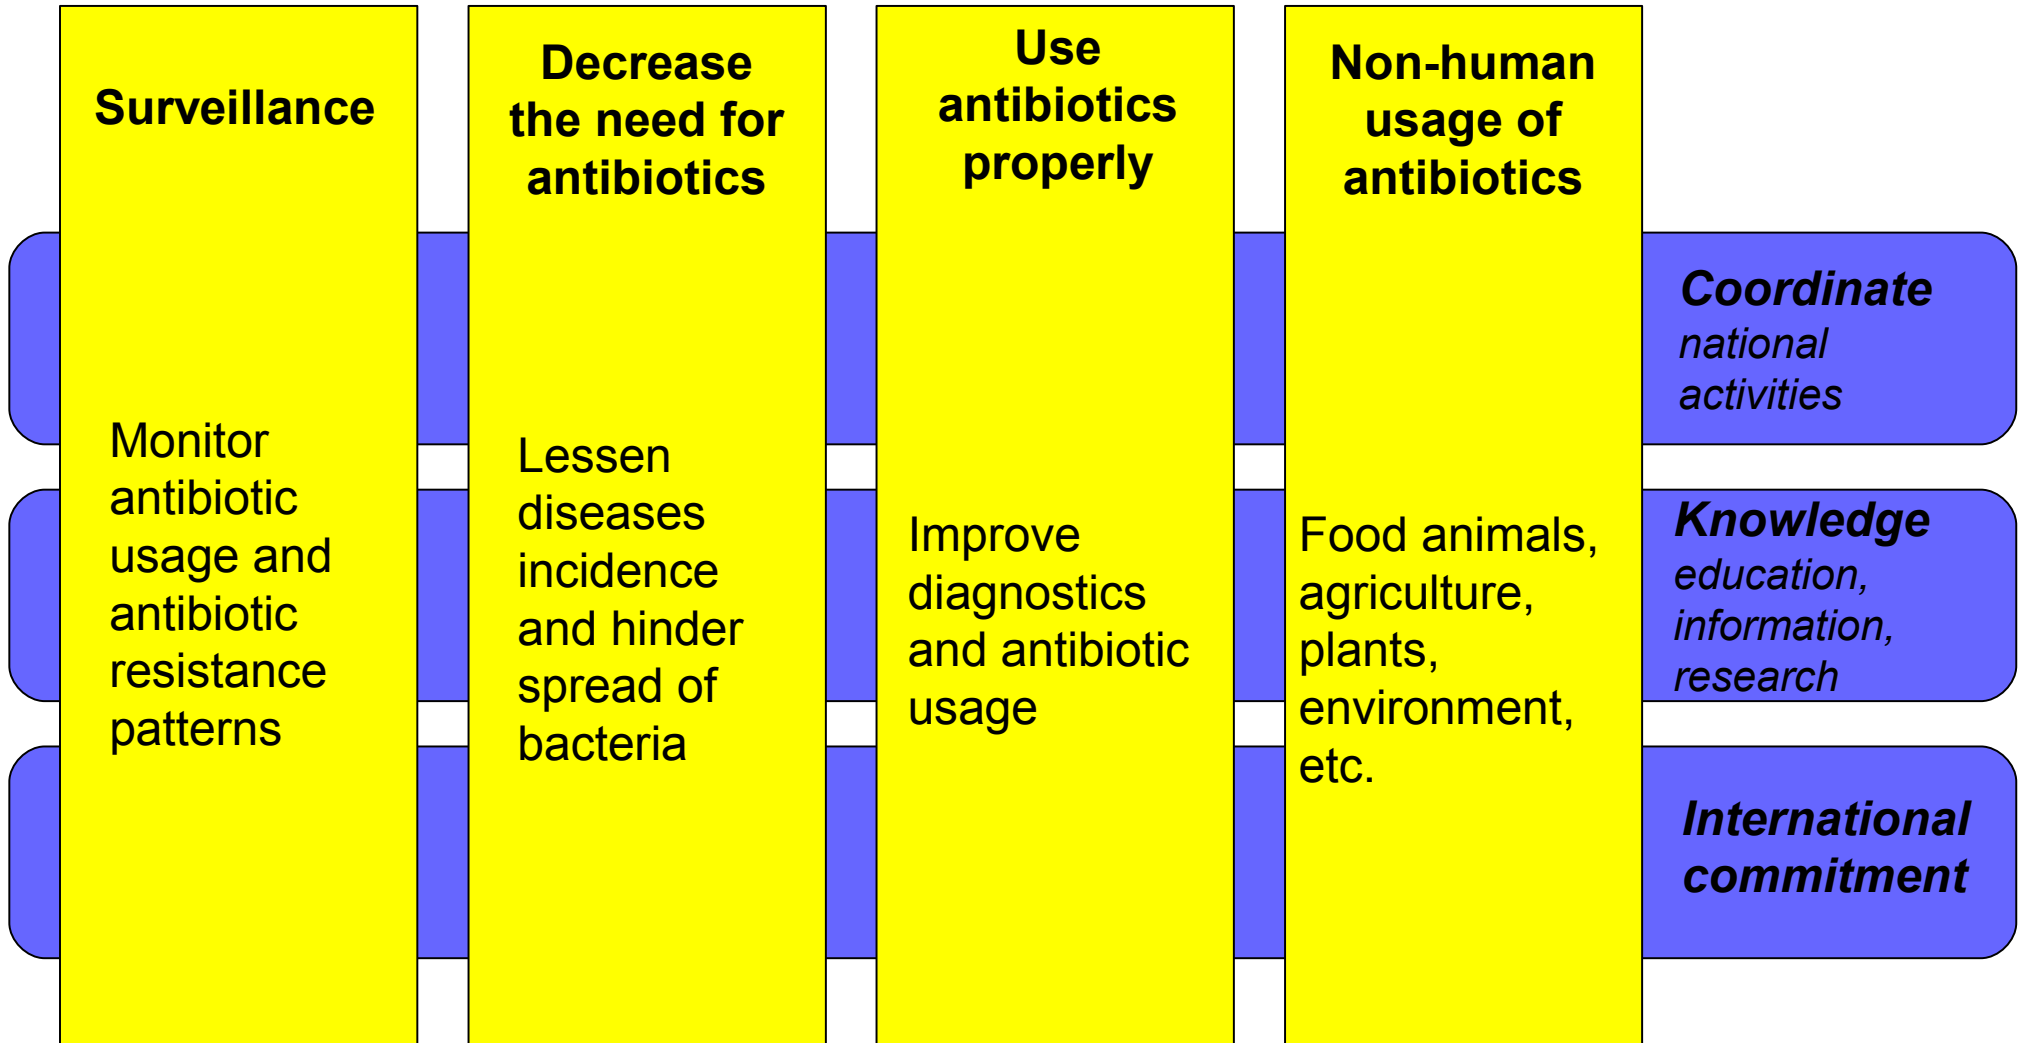 Surveillance
Monitor
antibiotic
usage and
antibiotic
resistance
patterns
Decrease
the need for
antibiotics
Lessen
diseases
incidence
and hinder
spread of
bacteria
Use
antibiotics
properly
Improve
diagnostics
and antibiotic
usage
Non-human
usage of
antibiotics
Food animals,
agriculture,
plants,
environment,
etc.
Coordinate
national
activities
Knowledge
education,
information,
research
International
commitment